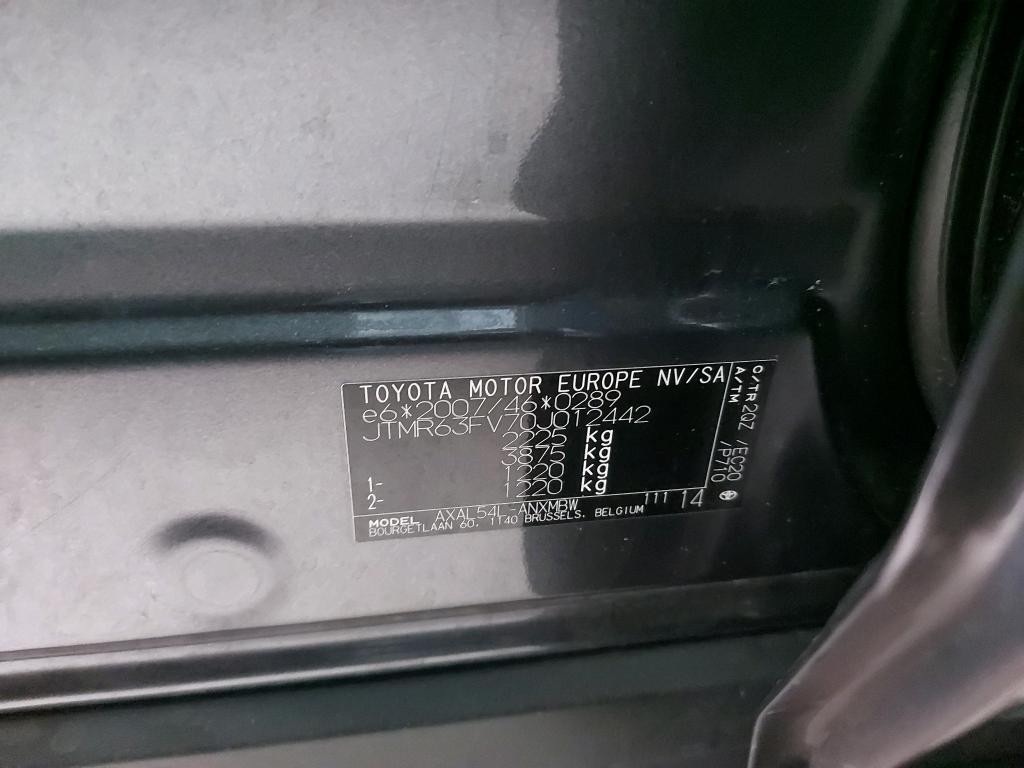 TOYOTA MOTOR EUROPE NV/SA
e6*2007/46*0289
JTMR63FV70J012442
2225 kg
3875 kg
1- 1220 kg
2- 1220 kg
MODEL AXAL54L-ANXMBW 111 14
BOURGETLAAN 60. 1140 BRUSSELS. BELGIUM
C/TR 2QZ /EC20
A/TM /P710